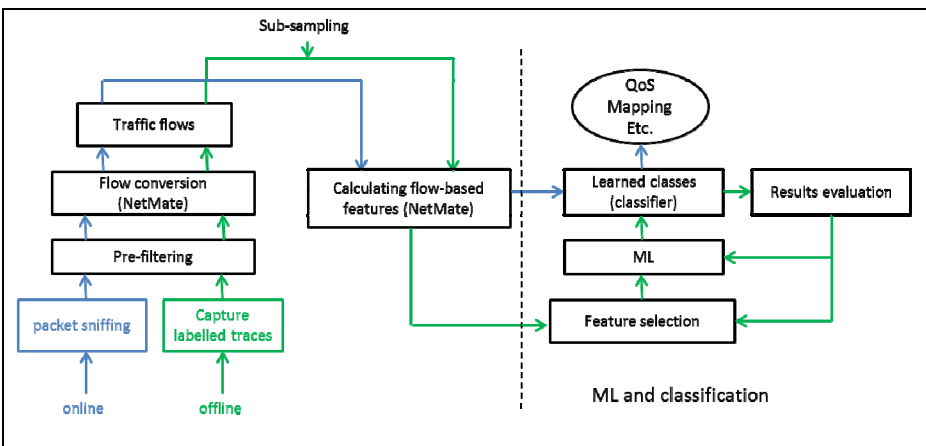 Sub-sampling
Traffic flows
Flow conversion
(NetMate)
Pre-filtering
packet sniffing
Capture
labelled traces
online
offline
Calculating flow-based
features (NetMate)
QoS
Mapping
Etc.
Learned classes
(classifier)
Results evaluation
ML
Feature selection
ML and classification